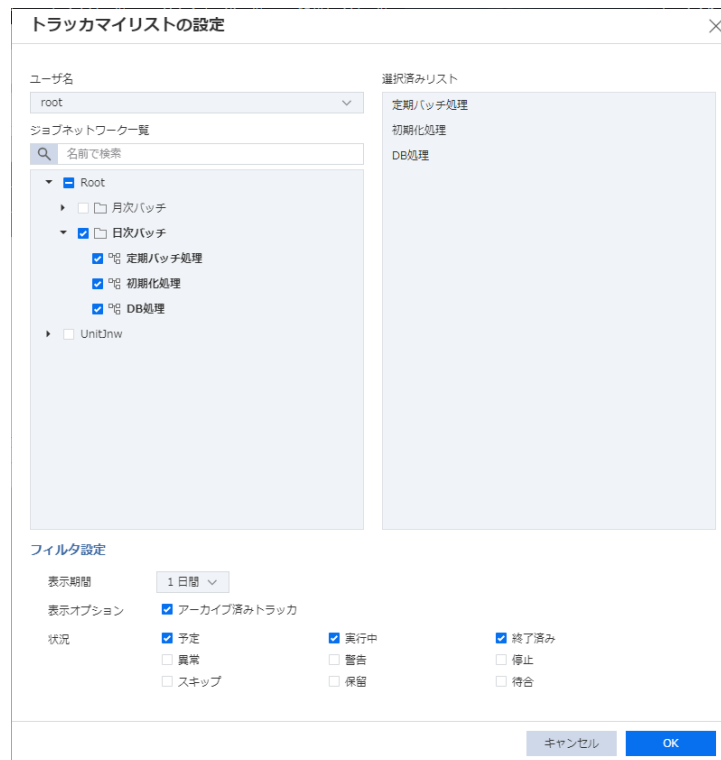 トラッカマイリストの設定
ユーザ名
root
ジョブネットワーク一覧
名前で検索
Root
月次バッチ
日次バッチ
定期バッチ処理
初期化処理
DB処理
UnitJnw
選択済みリスト
定期バッチ処理
初期化処理
DB処理
フィルタ設定
表示期間 1 日間
表示オプション アーカイブ済みトラッカ
状況 予定 実行中 終了済み
異常 警告 停止
スキップ 保留 待合
キャンセル OK